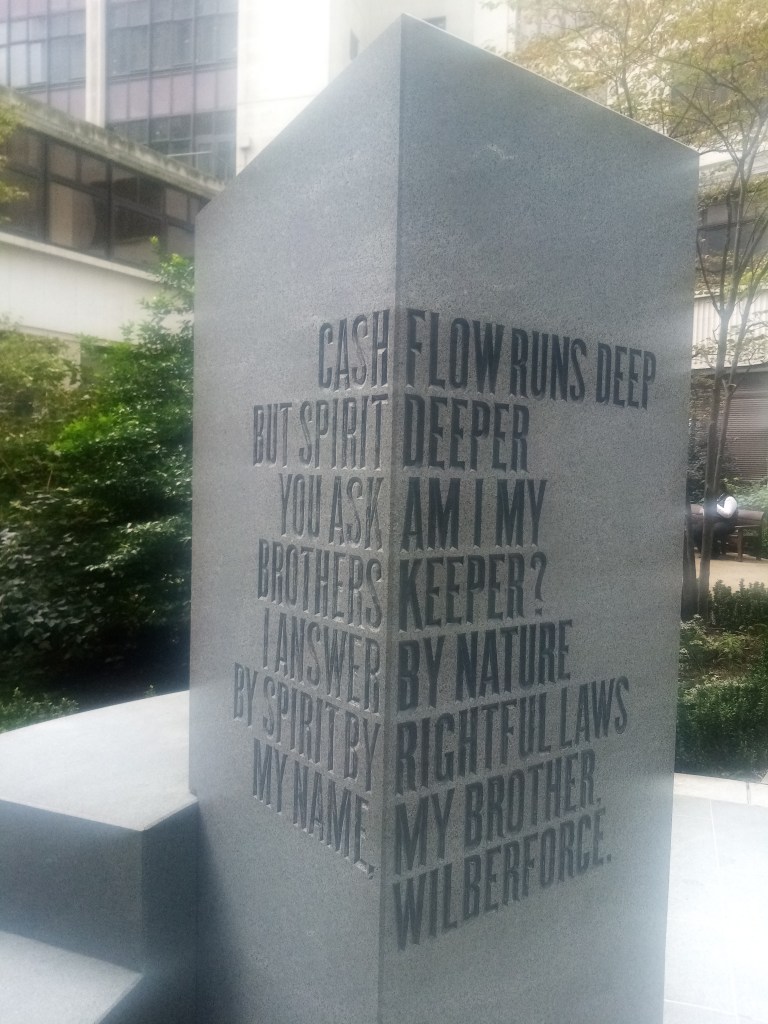 CASH FLOW RUNS DEEP
BUT SPIRIT DEEPER
YOU ASK AM I MY
BROTHERS KEEPER?
I ANSWER BY NATURE
BY SPIRIT BY RIGHTFUL LAWS
MY NAME, MY BROTHER,
WILBERFORCE.